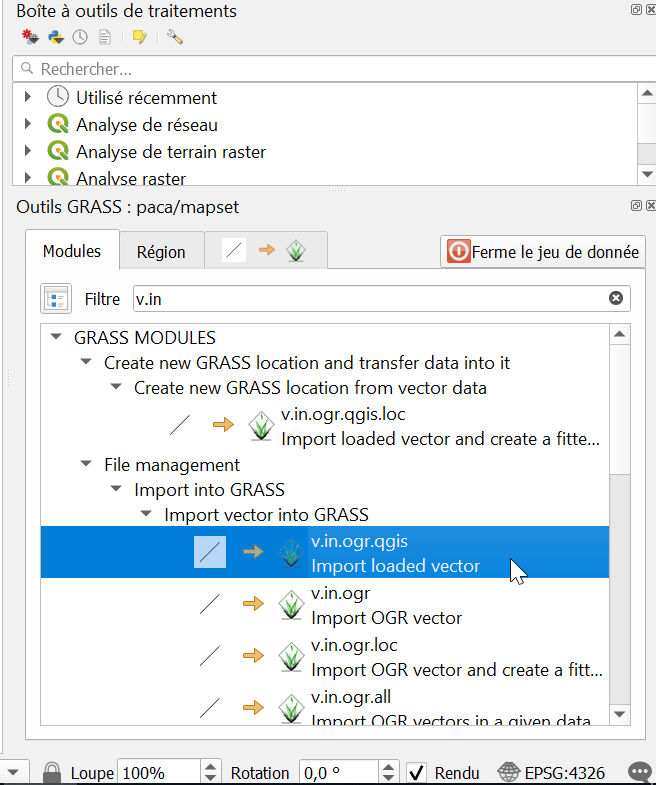 Boîte à outils de traitements
Rechercher...
Utilisé récemment
Analyse de réseau
Analyse de terrain raster
Analyse raster
Outils GRASS : paca/mapset
Modules
Région
Ferme le jeu de donnée
Filtre
v.in
GRASS MODULES
Create new GRASS location and transfer data into it
Create new GRASS location from vector data
v.in.ogr.qgis.loc
Import loaded vector and create a fitte...
File management
Import into GRASS
Import vector into GRASS
v.in.ogr.qgis
Import loaded vector
v.in.ogr
Import OGR vector
v.in.ogr.loc
Import OGR vector and create a fitt...
v.in.ogr.all
Import OGR vectors in a given data
Loupe 100% Rotation 0,0 ° Rendu EPSG:4326